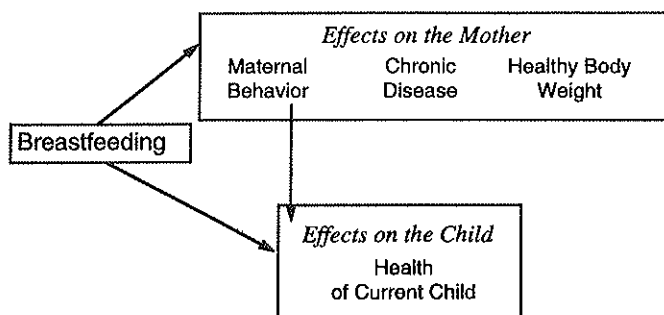 Effects on the Mother
Maternal Behavior
Chronic Disease
Healthy Body Weight
Breastfeeding
Effects on the Child
Health
of Current Child